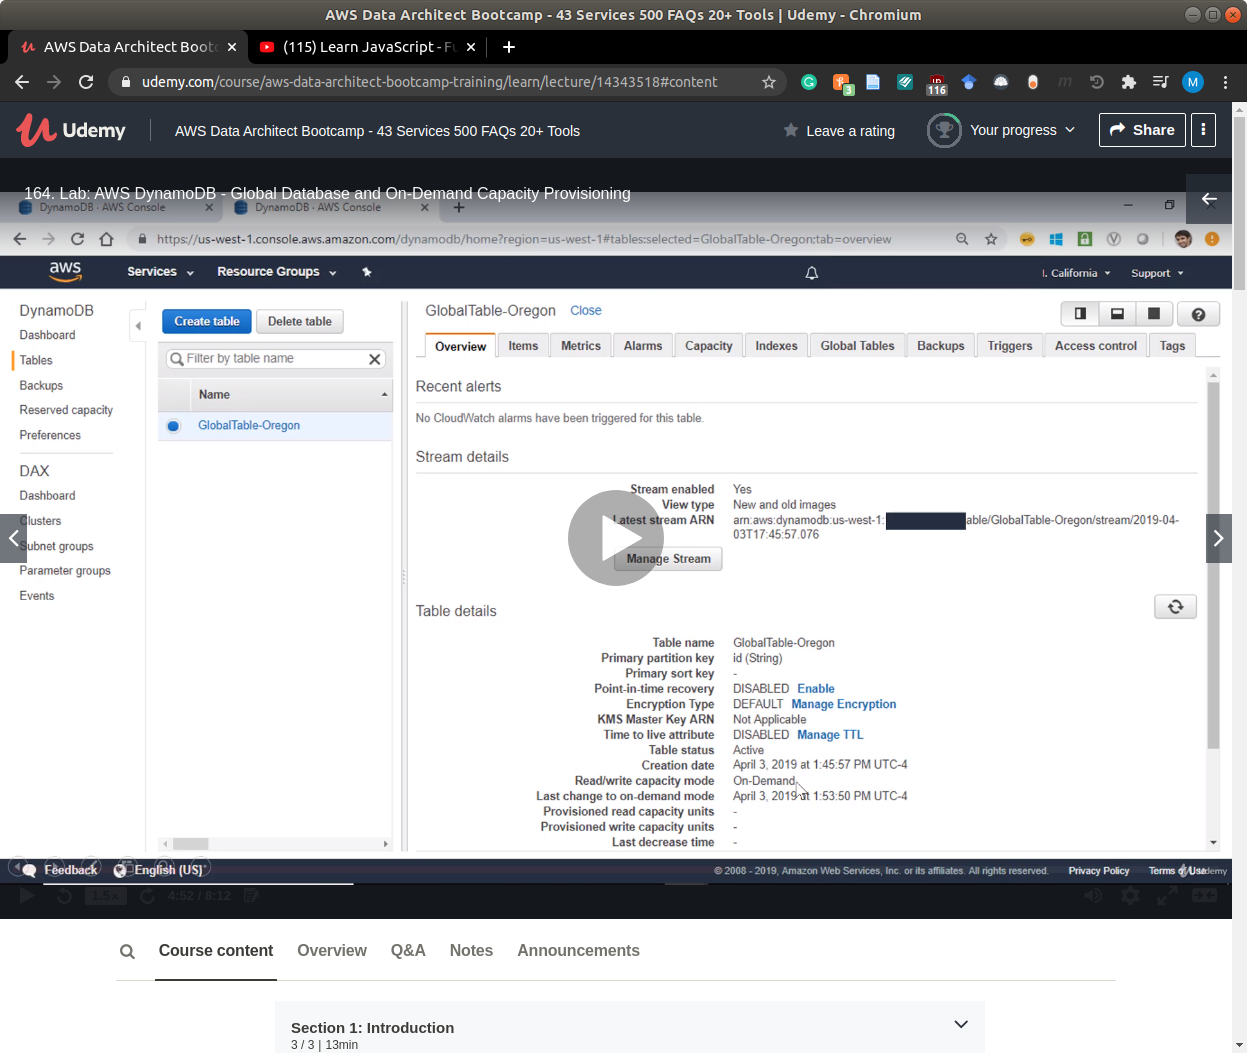 AWS Data Architect Bootcamp - 43 Services 500 FAQs 20+ Tools | Udemy - Chromium
AWS Data Architect Bootc
(115) Learn JavaScript - Fu
udemy.com/course/aws-data-architect-bootcamp-training/learn/lecture/14343518#content
3
116
M
Udemy
AWS Data Architect Bootcamp - 43 Services 500 FAQs 20+ Tools
Leave a rating
Your progress
Share
164. Lab: AWS DynamoDB - Global Database and On-Demand Capacity Provisioning
DynamoDB · AWS Console
DynamoDB · AWS Console
https://us-west-1.console.aws.amazon.com/dynamodb/home?region=us-west-1#tables:selected=GlobalTable-Oregon;tab=overview
aws
Services
Resource Groups
. California
Support
DynamoDB
Dashboard
Tables
Backups
Reserved capacity
Preferences
DAX
Dashboard
Clusters
Subnet groups
Parameter groups
Events
Create table
Delete table
Filter by table name
Name
GlobalTable-Oregon
GlobalTable-Oregon
Close
Overview
Items
Metrics
Alarms
Capacity
Indexes
Global Tables
Backups
Triggers
Access control
Tags
Recent alerts
No CloudWatch alarms have been triggered for this table.
Stream details
Stream enabled Yes
View type New and old images
Latest stream ARN arn:aws:dynamodb:us-west-1: able/GlobalTable-Oregon/stream/2019-04-
03T17:45:57.076
Manage Stream
Table details
Table name GlobalTable-Oregon
Primary partition key id (String)
Primary sort key -
Point-in-time recovery DISABLED Enable
Encryption Type DEFAULT Manage Encryption
KMS Master Key ARN Not Applicable
Time to live attribute DISABLED Manage TTL
Table status Active
Creation date April 3, 2019 at 1:45:57 PM UTC-4
Read/write capacity mode On-Demand
Last change to on-demand mode April 3, 2019 at 1:53:50 PM UTC-4
Provisioned read capacity units -
Provisioned write capacity units -
Last decrease time -
Feedback
English (US)
© 2008 - 2019, Amazon Web Services, Inc. or its affiliates. All rights reserved.
Privacy Policy
Terms of Use
Udemy
1.5x
4:52 / 8:12
Course content
Overview
Q&A
Notes
Announcements
Section 1: Introduction
3 / 3 | 13min